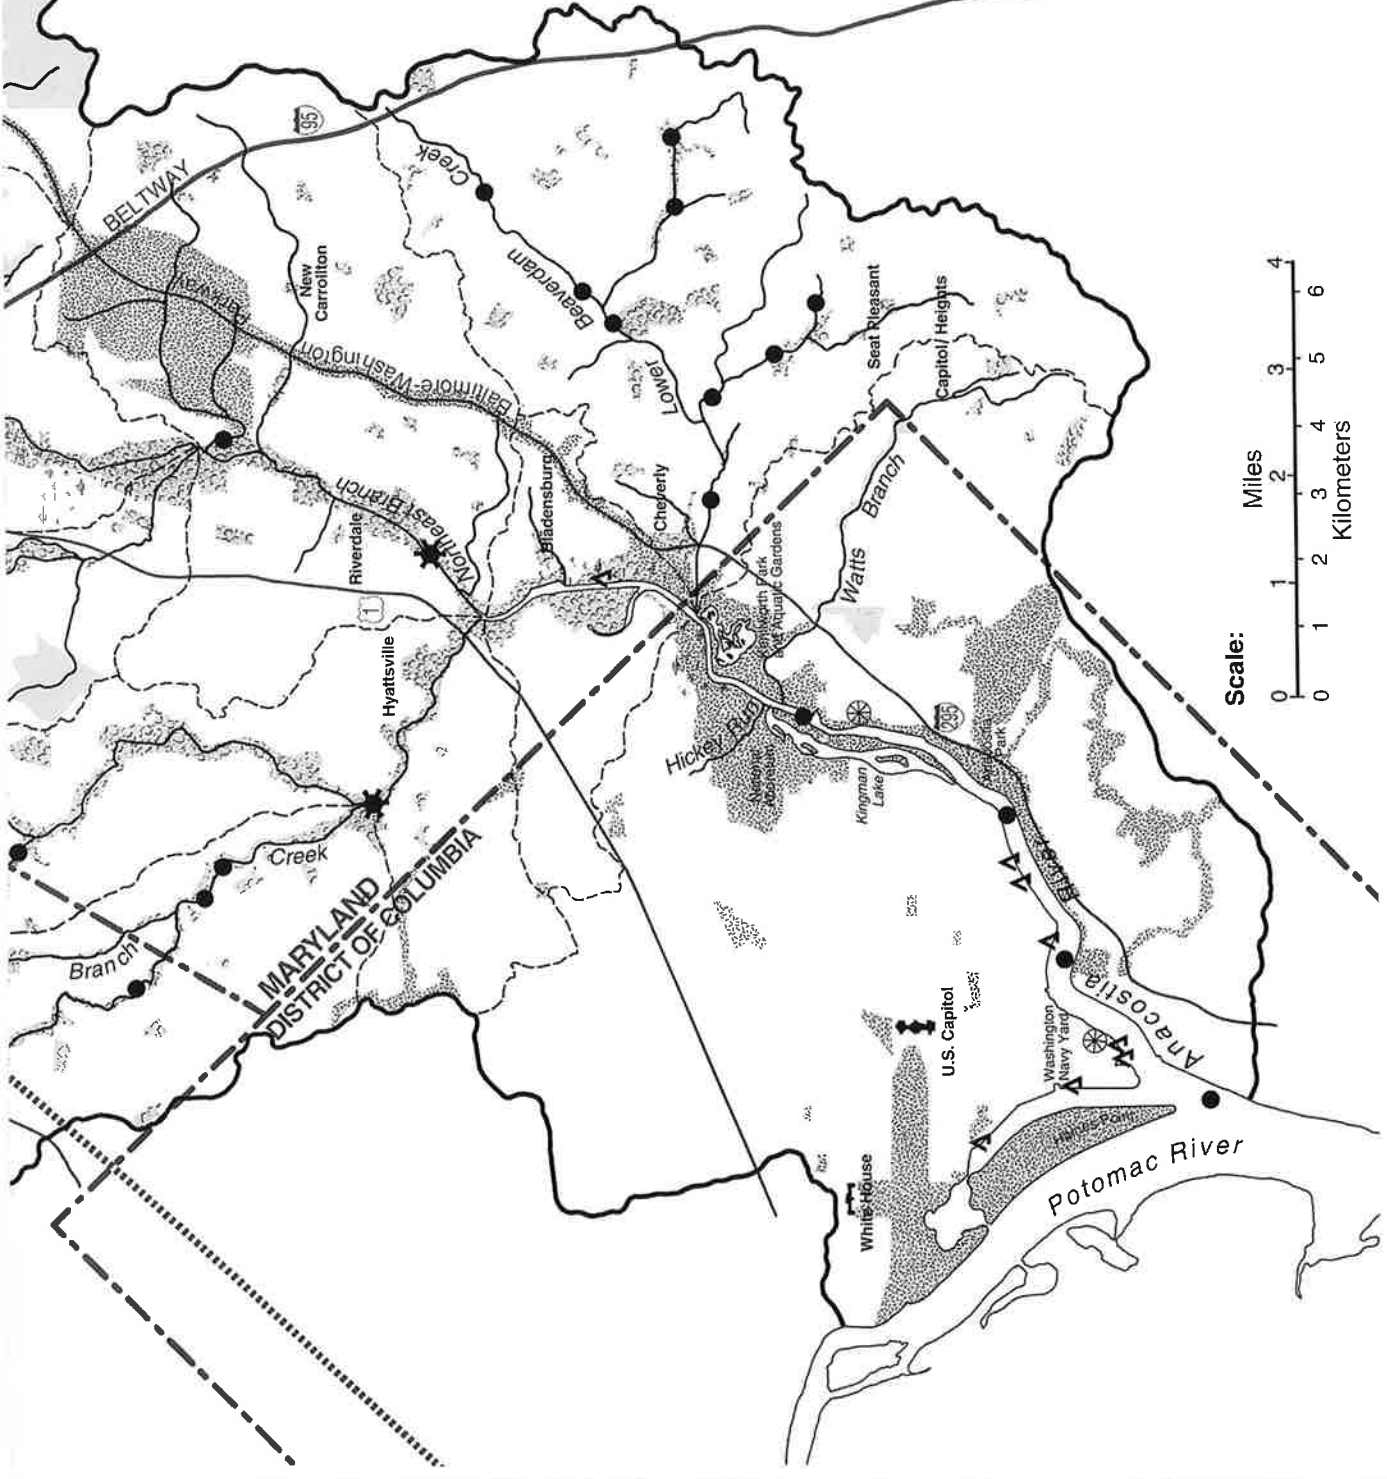 BELTWAY
95
Creek
Beaverdam
Lower
New
Carrollton
Parkway
Baltimore-Washington
Northeast Branch
Riverdale
1
Hyattsville
Bladensburg
Cheverly
Seat Pleasant
Capitol Heights
Watts
Branch
Kenilworth Park
and Aquatic Gardens
Hickey Run
National
Arboretum
Kingman
Lake
295
Anacostia
Park
Creek
Branch
MARYLAND
DISTRICT OF COLUMBIA
U.S. Capitol
White House
Washington
Navy Yard
Anacostia
River
Hains Point
Potomac River
Scale:
Miles
0 1 2 3 4
0 1 2 3 4 5 6
Kilometers